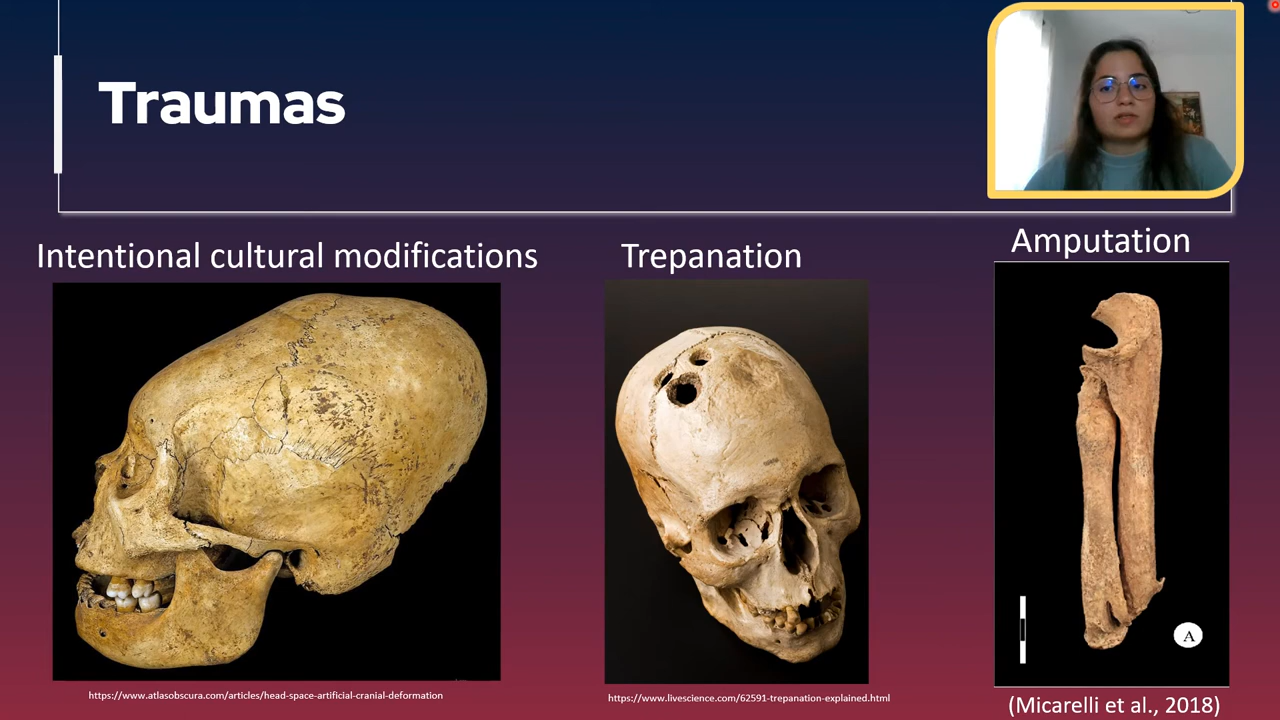 Traumas
Intentional cultural modifications
Trepanation
Amputation
A
https://www.atlasobscura.com/articles/head-space-artificial-cranial-deformation
https://www.livescience.com/62591-trepanation-explained.html
(Micarelli et al., 2018)